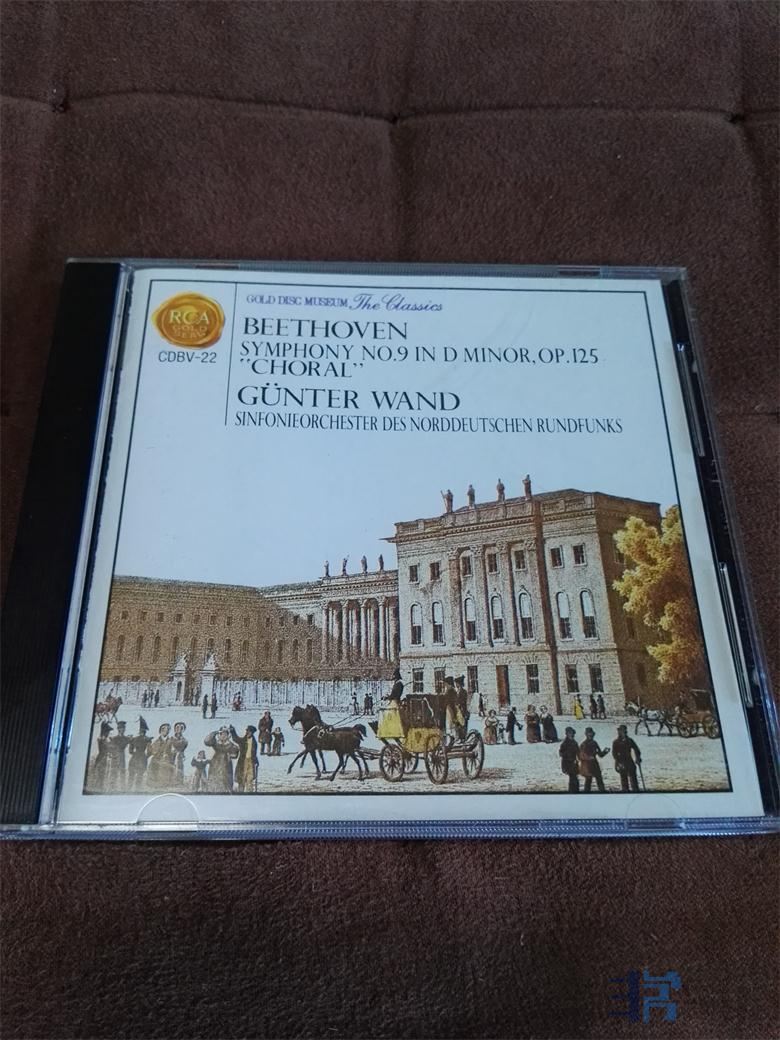 RCA
GOLD
SEAL
CDBV-22
GOLD DISC MUSEUM The Classics
BEETHOVEN
SYMPHONY NO.9 IN D MINOR, OP.125
"CHORAL"
GÜNTER WAND
SINFONIEORCHESTER DES NORDDEUTSCHEN RUNDFUNKS